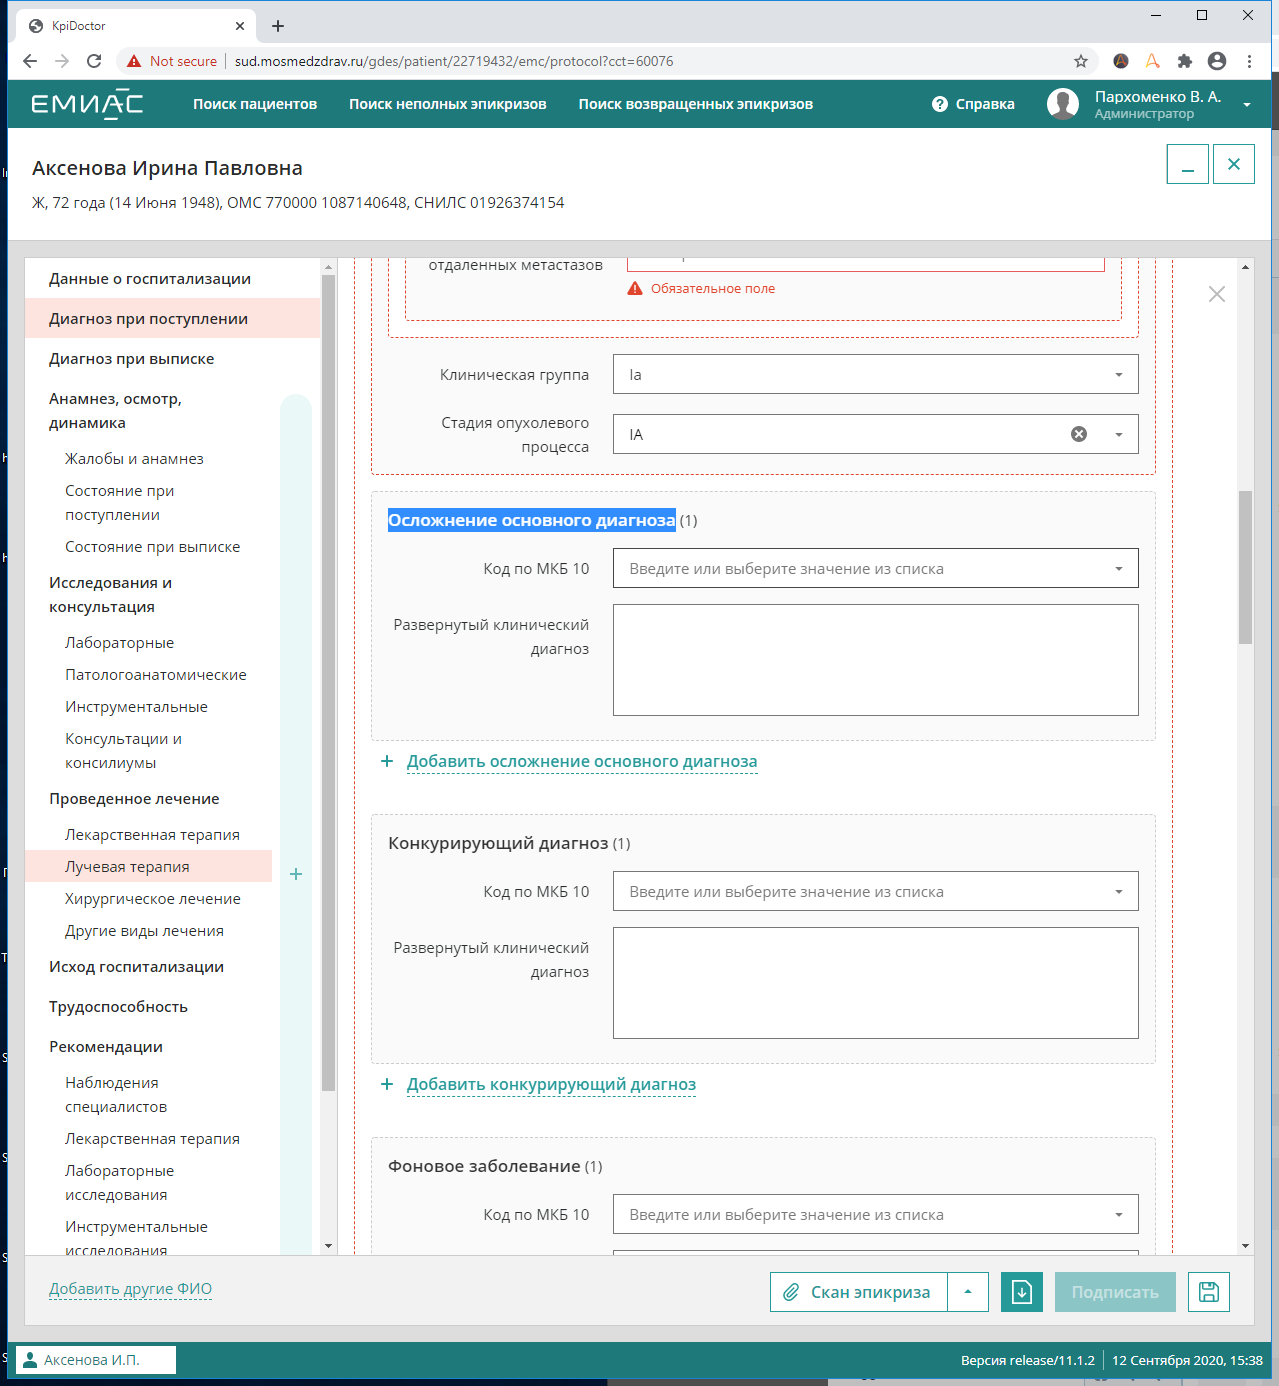 KpiDoctor
Not secure
sud.mosmedzdrav.ru/gdes/patient/22719432/emc/protocol?cct=60076
ЕМИАС
Поиск пациентов
Поиск неполных эпикризов
Поиск возвращенных эпикризов
Справка
Пархоменко В. А.
Администратор
Аксенова Ирина Павловна
Ж, 72 года (14 Июня 1948), ОМС 770000 1087140648, СНИЛС 01926374154
Данные о госпитализации
Диагноз при поступлении
Диагноз при выписке
Анамнез, осмотр,
динамика
Жалобы и анамнез
Состояние при
поступлении
Состояние при выписке
Исследования и
консультация
Лабораторные
Патологоанатомические
Инструментальные
Консультации и
консилиумы
Проведенное лечение
Лекарственная терапия
Лучевая терапия
Хирургическое лечение
Другие виды лечения
Исход госпитализации
Трудоспособность
Рекомендации
Наблюдения
специалистов
Лекарственная терапия
Лабораторные
исследования
Инструментальные
исследования
отдаленных метастазов
Обязательное поле
Клиническая группа
Ia
Стадия опухолевого
процесса
IA
Осложнение основного диагноза (1)
Код по МКБ 10
Введите или выберите значение из списка
Развернутый клинический
диагноз
+ Добавить осложнение основного диагноза
Конкурирующий диагноз (1)
Код по МКБ 10
Введите или выберите значение из списка
Развернутый клинический
диагноз
+ Добавить конкурирующий диагноз
Фоновое заболевание (1)
Код по МКБ 10
Введите или выберите значение из списка
Добавить другие ФИО
Скан эпикриза
Подписать
Аксенова И.П.
Версия release/11.1.2
12 Сентября 2020, 15:38